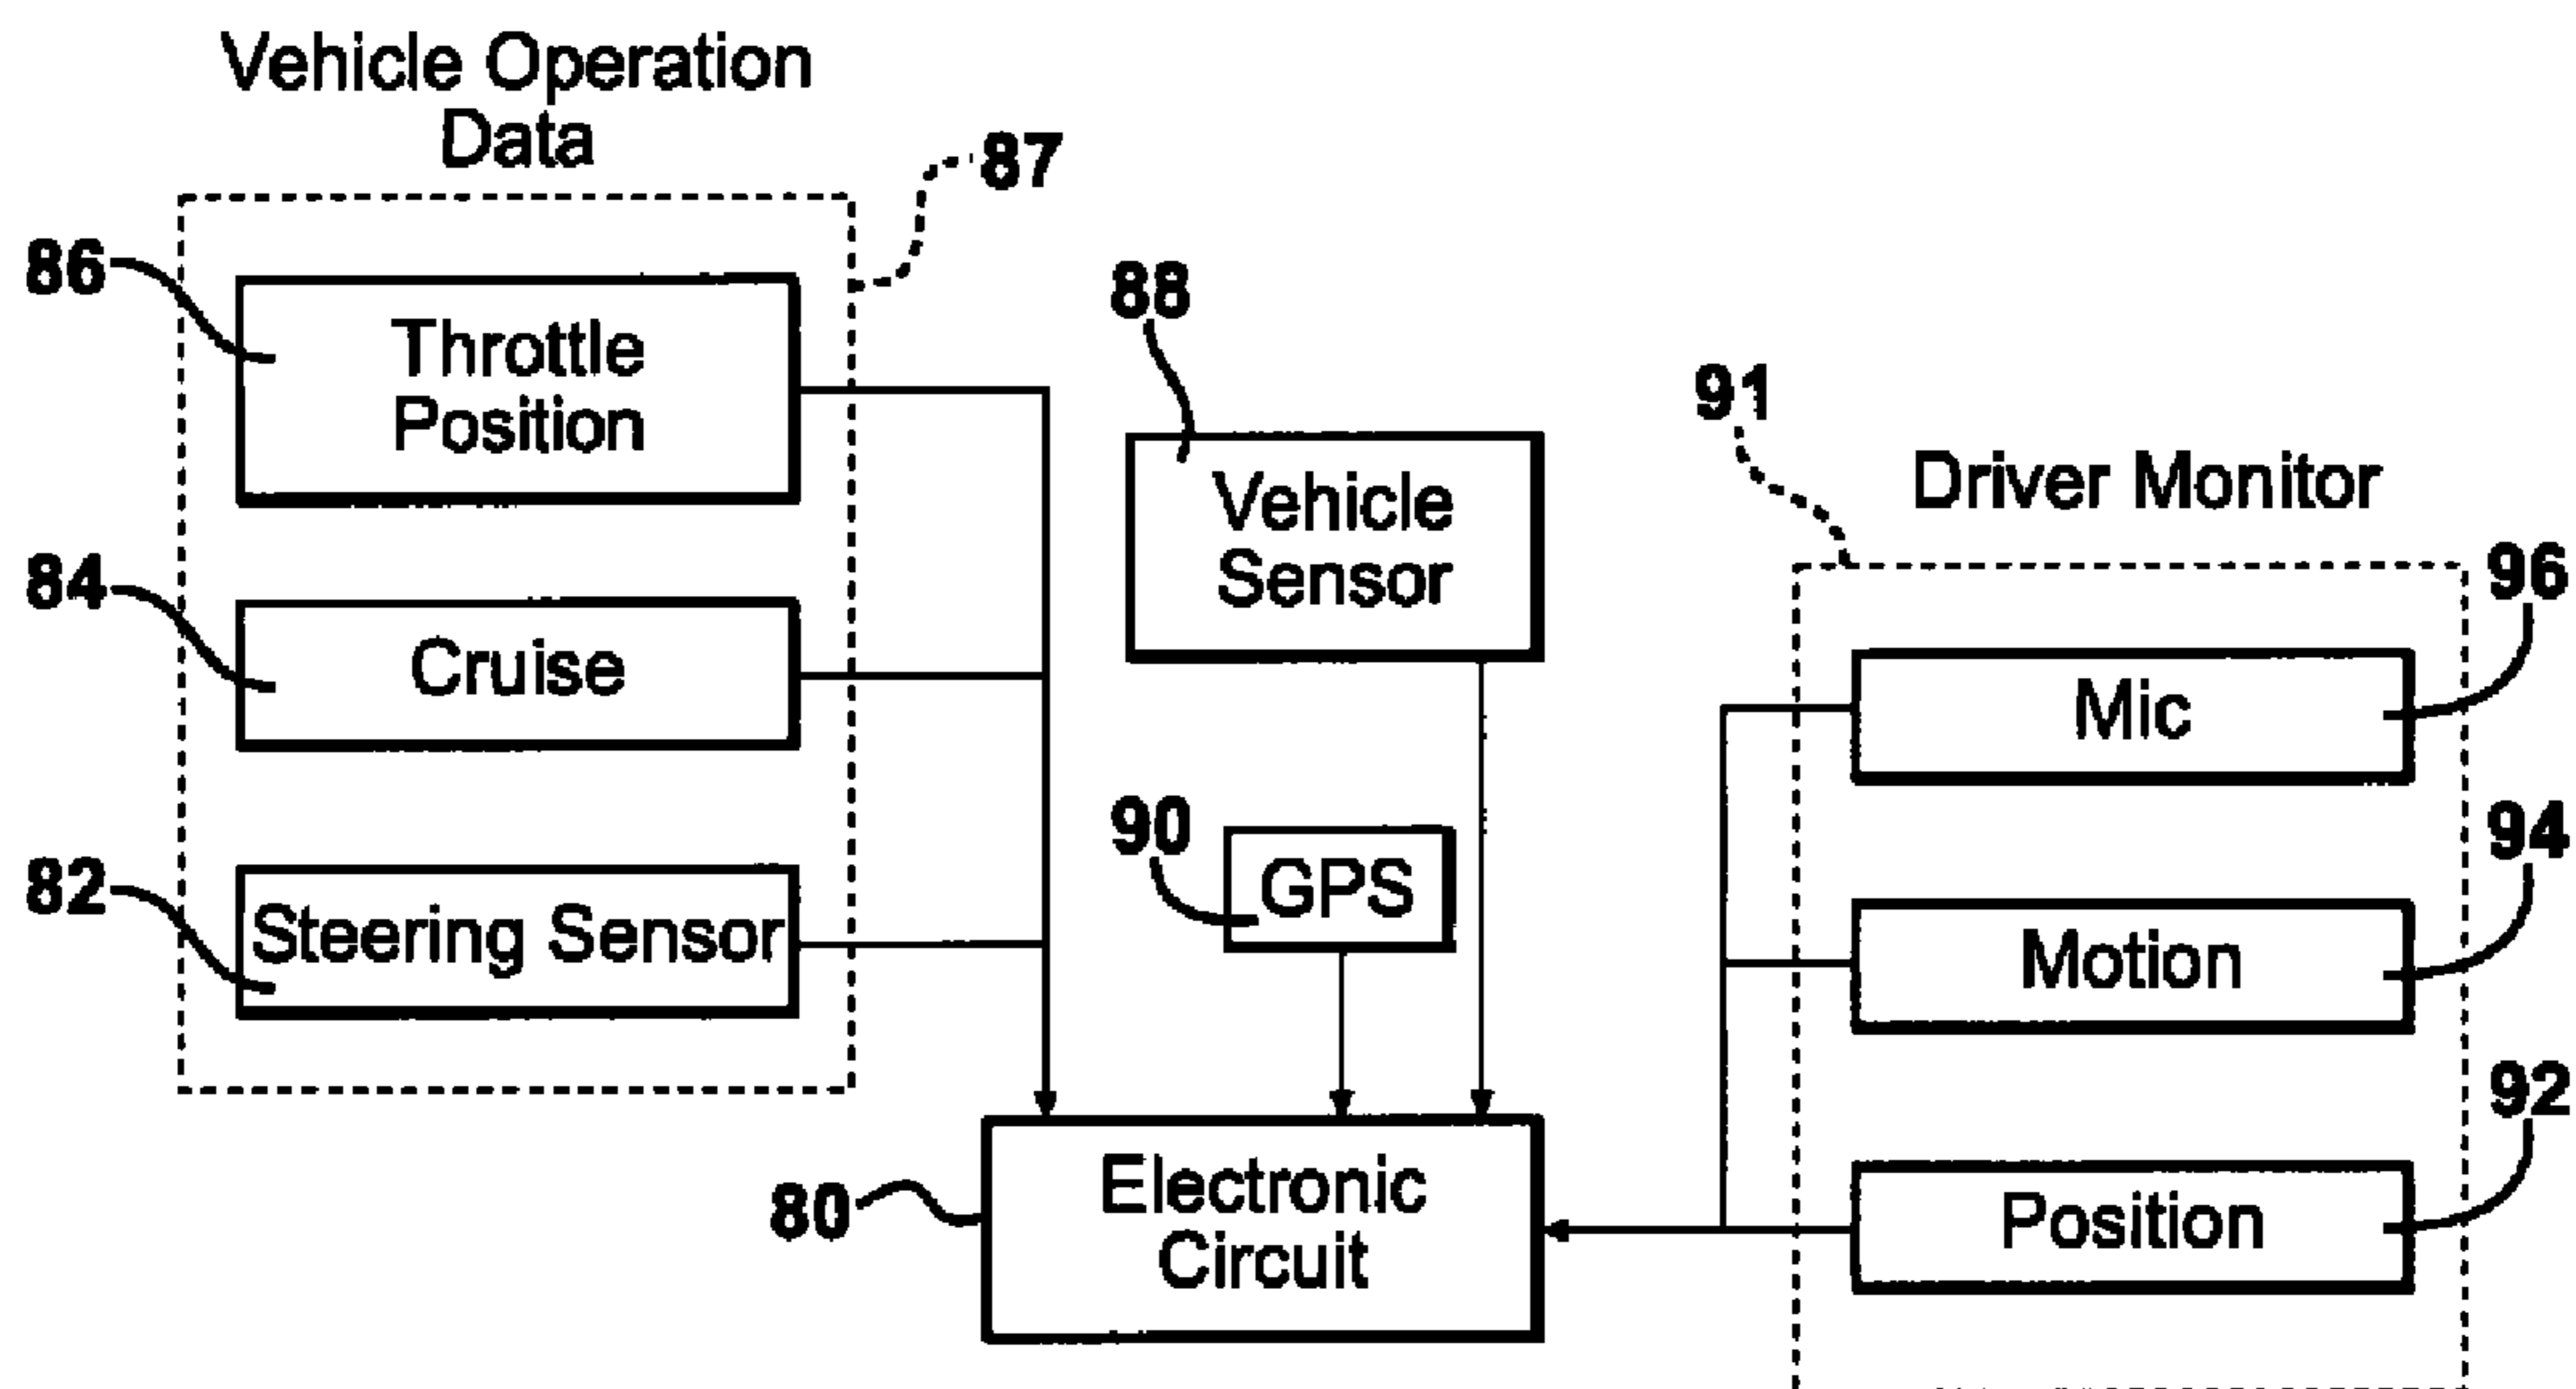 Vehicle Operation
Data
87
86
Throttle
Position
88
Vehicle
Sensor
91
Driver Monitor
84
Cruise
96
Mic
90
GPS
94
Motion
82
Steering Sensor
92
Position
80
Electronic
Circuit